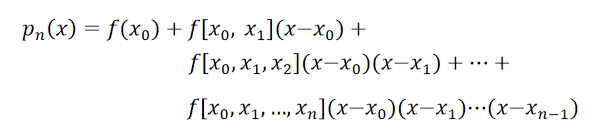 pₙ(x) = f(x₀) + f[x₀, x₁](x−x₀) +
f[x₀, x₁, x₂](x−x₀)(x−x₁) + ⋯ +
f[x₀, x₁, …, xₙ](x−x₀)(x−x₁)⋯(x−xₙ₋₁)